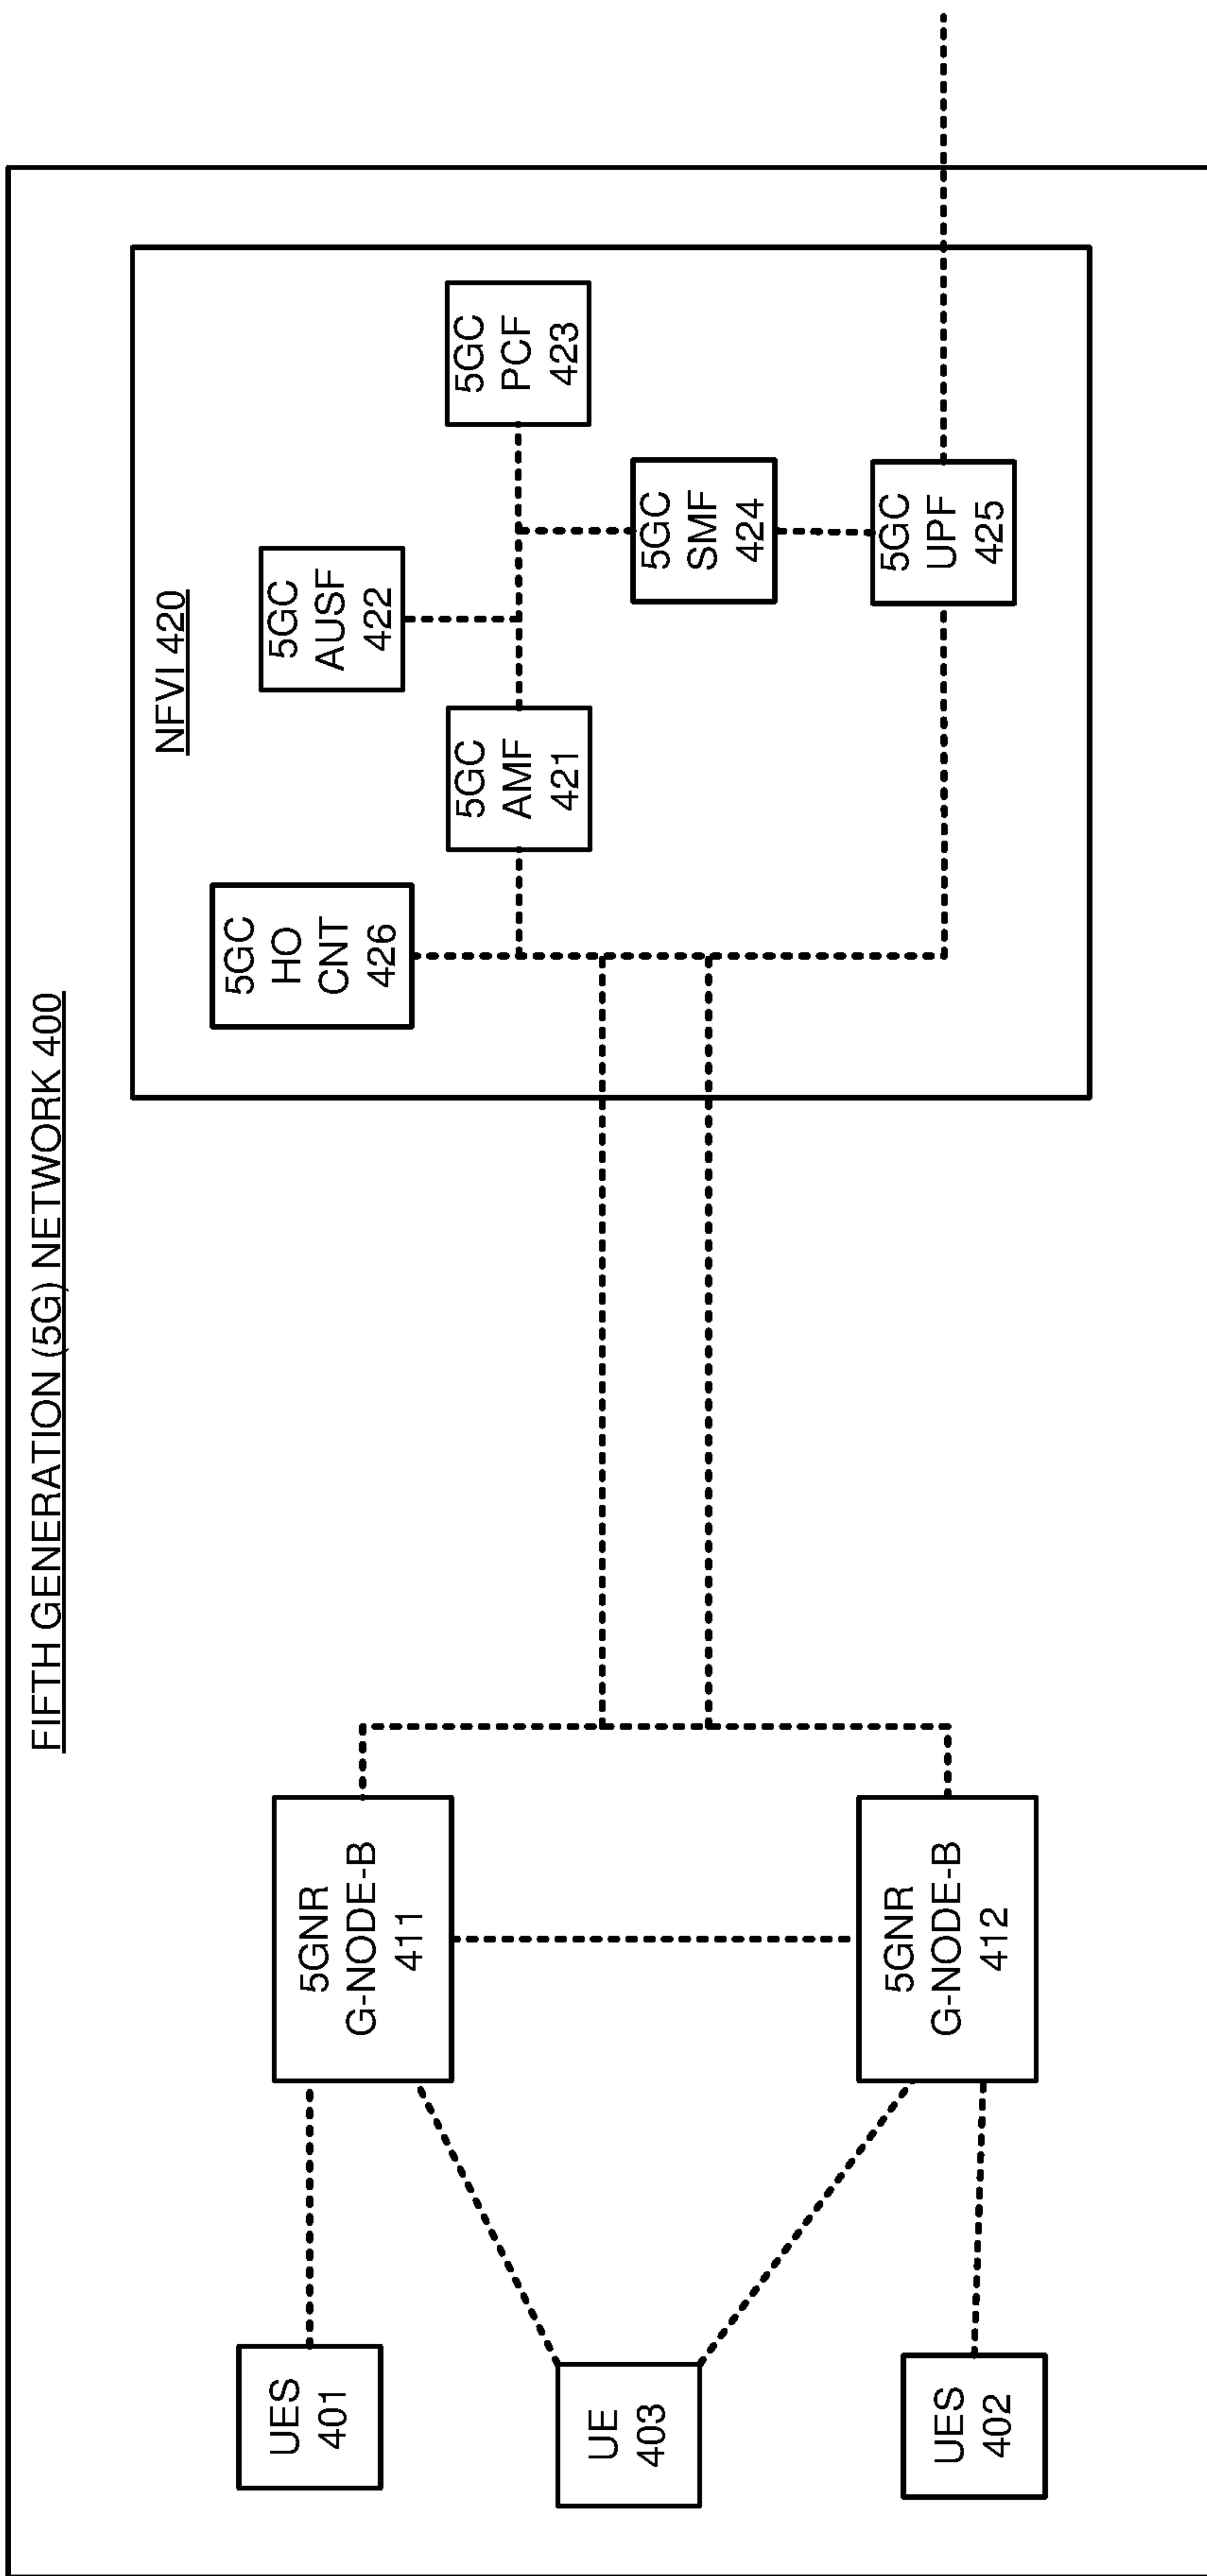 FIFTH GENERATION (5G) NETWORK 400
UES
401
UE
403
UES
402
5GNR
G-NODE-B
411
5GNR
G-NODE-B
412
NFVI 420
5GC
HO
CNT
426
5GC
AMF
421
5GC
AUSF
422
5GC
PCF
423
5GC
SMF
424
5GC
UPF
425